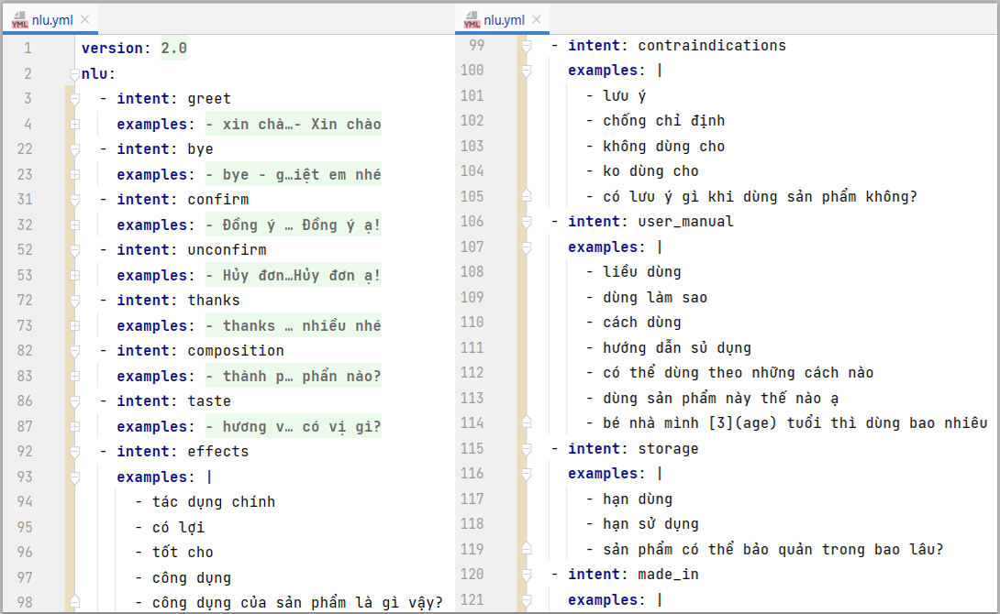 nlu.yml
1 version: 2.0
2 nlu:
3 - intent: greet
4 examples: - xin chà…- Xin chào
22 - intent: bye
23 examples: - bye - g…iệt em nhé
31 - intent: confirm
32 examples: - Đồng ý … Đồng ý ạ!
52 - intent: unconfirm
53 examples: - Hủy đơn…Hủy đơn ạ!
72 - intent: thanks
73 examples: - thanks … nhiều nhé
82 - intent: composition
83 examples: - thành p… phẩn nào?
86 - intent: taste
87 examples: - hương v… có vị gì?
92 - intent: effects
93 examples: |
94 - tác dụng chính
95 - có lợi
96 - tốt cho
97 - công dụng
98 - công dụng của sản phẩm là gì vậy?
nlu.yml
99 - intent: contraindications
100 examples: |
101 - lưu ý
102 - chống chỉ định
103 - không dùng cho
104 - ko dùng cho
105 - có lưu ý gì khi dùng sản phẩm không?
106 - intent: user_manual
107 examples: |
108 - liều dùng
109 - dùng làm sao
110 - cách dùng
111 - hướng dẫn sủ dụng
112 - có thể dùng theo những cách nào
113 - dùng sản phẩm này thế nào ạ
114 - bé nhà mình [3](age) tuổi thì dùng bao nhiêu
115 - intent: storage
116 examples: |
117 - hạn dùng
118 - hạn sử dụng
119 - sản phẩm có thể bảo quản trong bao lâu?
120 - intent: made_in
121 examples: |